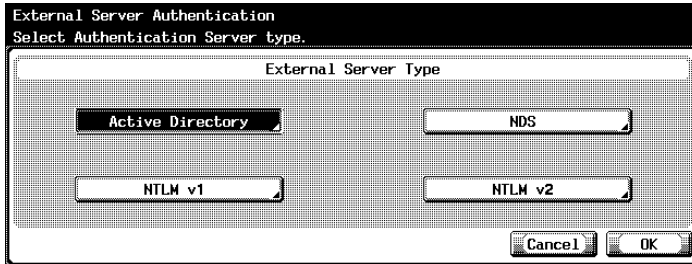 External Server Authentication
Select Authentication Server type.
External Server Type
Active Directory
NDS
NTLM v1
NTLM v2
Cancel
OK